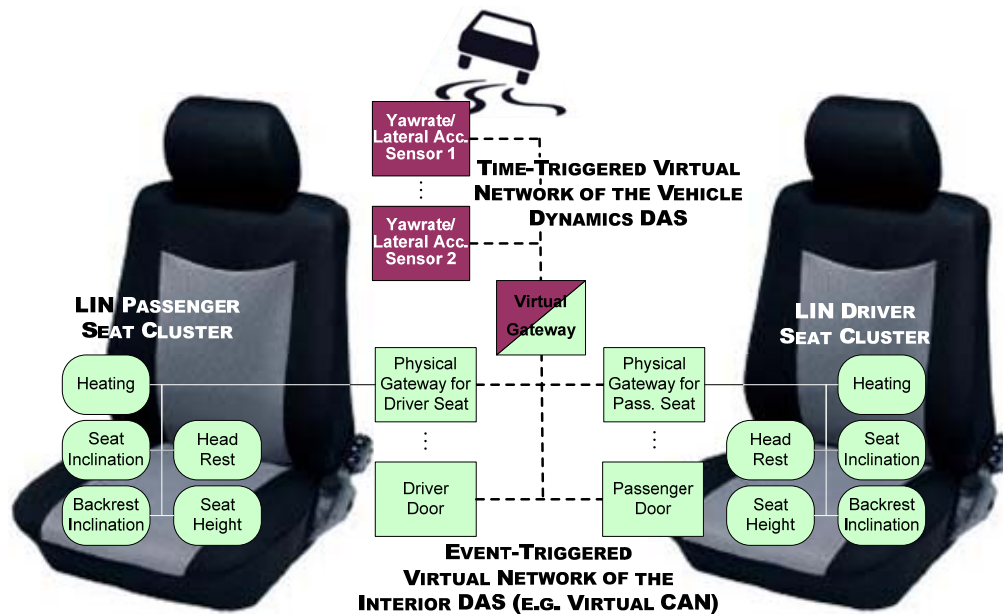 Yawrate/
Lateral Acc.
Sensor 1
TIME-TRIGGERED VIRTUAL
NETWORK OF THE VEHICLE
DYNAMICS DAS
Yawrate/
Lateral Acc.
Sensor 2
Virtual
Gateway
LIN PASSENGER
SEAT CLUSTER
LIN DRIVER
SEAT CLUSTER
Heating
Physical
Gateway for
Driver Seat
Physical
Gateway for
Pass. Seat
Heating
Seat
Inclination
Head
Rest
Head
Rest
Seat
Inclination
Backrest
Inclination
Seat
Height
Driver
Door
Passenger
Door
Seat
Height
Backrest
Inclination
EVENT-TRIGGERED
VIRTUAL NETWORK OF THE
INTERIOR DAS (E.G. VIRTUAL CAN)